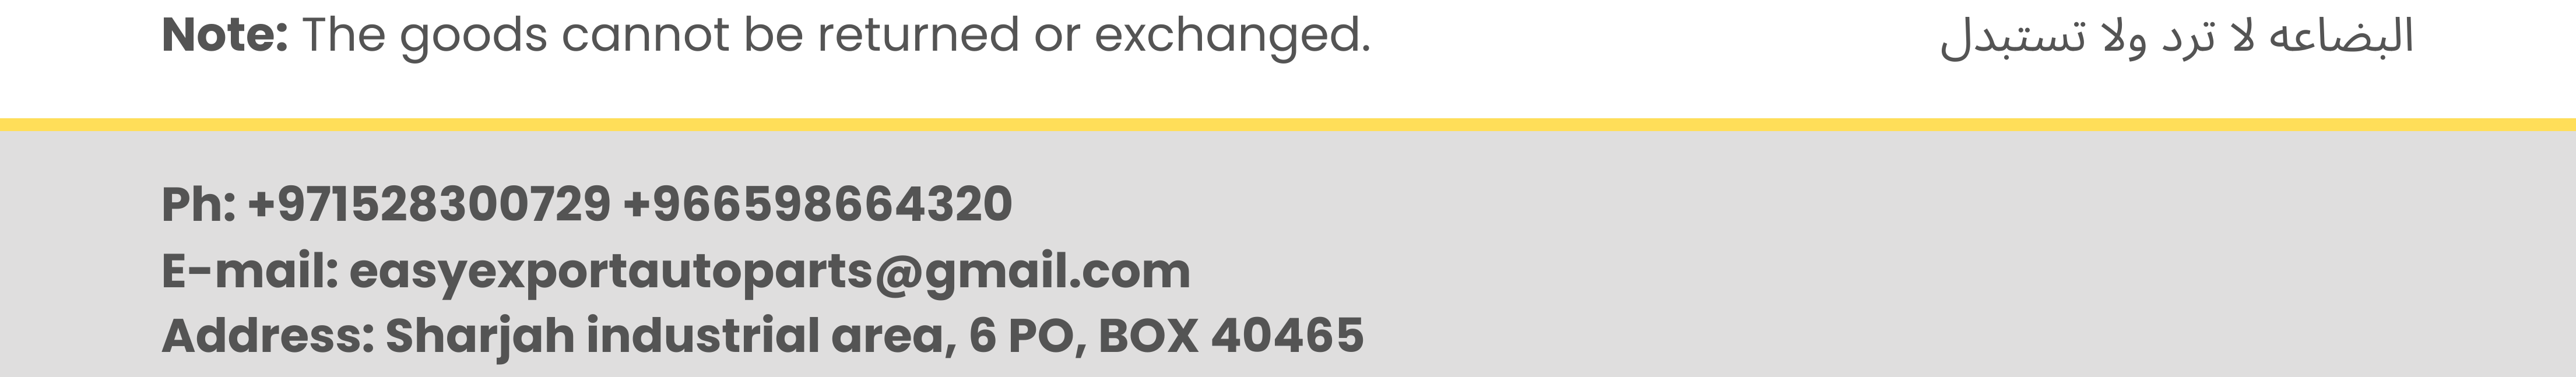 Note: The goods cannot be returned or exchanged.
البضاعه لا ترد ولا تستبدل
Ph: +971528300729 +966598664320
E-mail: easyexportautoparts@gmail.com
Address: Sharjah industrial area, 6 PO, BOX 40465